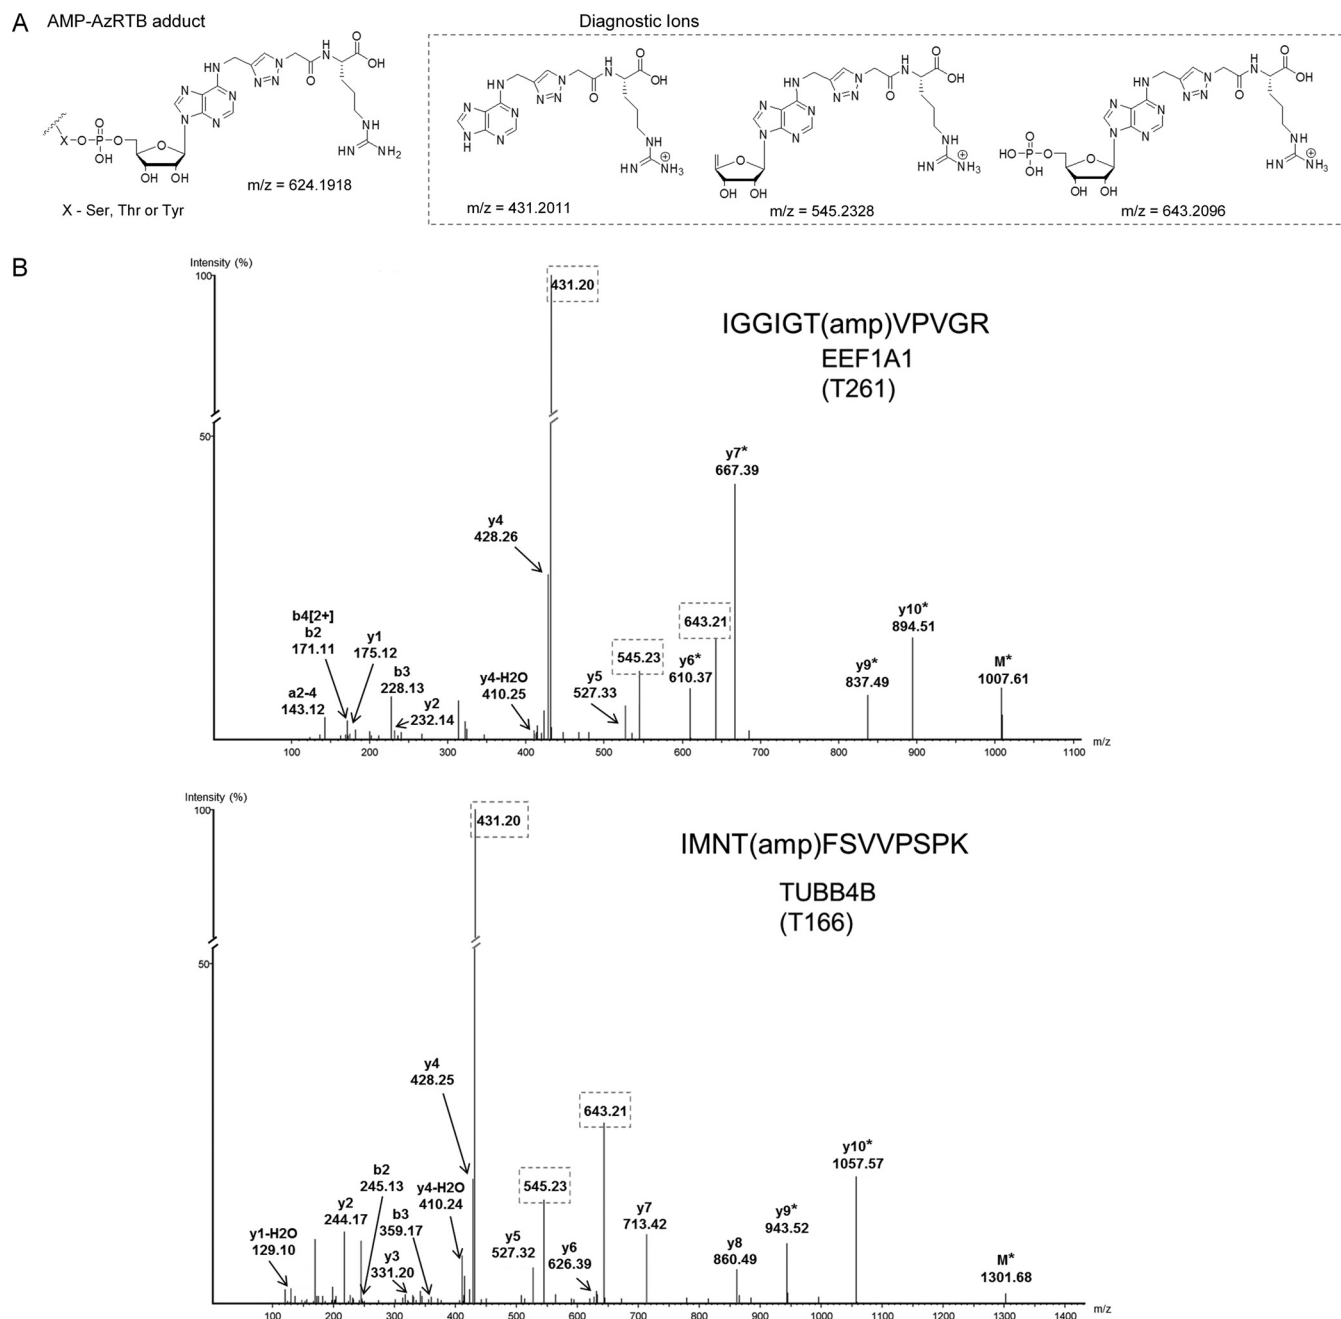 A
AMP-AzRTB adduct
Diagnostic Ions
m/z = 624.1918
X - Ser, Thr or Tyr
m/z = 431.2011
m/z = 545.2328
m/z = 643.2096
B
Intensity (%)
100
50
431.20
IGGIGT(amp)VPVGR
EEF1A1
(T261)
y7*
667.39
y4
428.26
b4[2+]
b2
171.11
y1
175.12
a2-4
143.12
b3
228.13
y2
232.14
y4-H2O
410.25
y5
527.33
545.23
y6*
610.37
643.21
y9*
837.49
y10*
894.51
M*
1007.61
100 200 300 400 500 600 700 800 900 1000 1100 m/z
Intensity (%)
100
50
431.20
IMNT(amp)FSVVPSPK
TUBB4B
(T166)
y4
428.25
b2
245.13
y2
244.17
y1-H2O
129.10
b3
359.17
y3
331.20
y4-H2O
410.24
y5
527.32
545.23
y6
626.39
643.21
y7
713.42
y8
860.49
y9*
943.52
y10*
1057.57
M*
1301.68
100 200 300 400 500 600 700 800 900 1000 1100 1200 1300 1400 m/z